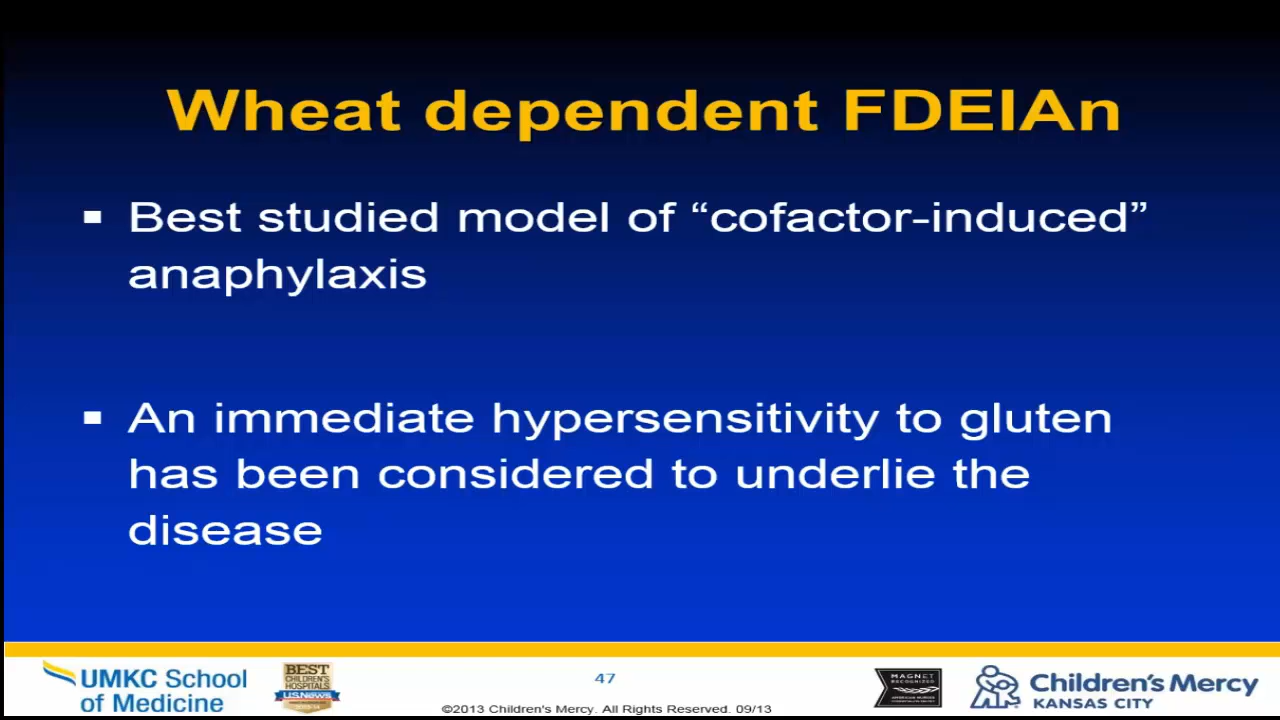 Wheat dependent FDEIAn
▪ Best studied model of “cofactor-induced”
anaphylaxis
▪ An immediate hypersensitivity to gluten
has been considered to underlie the
disease
UMKC School
of Medicine
BEST
CHILDREN'S
HOSPITALS
U.S.News
47
©2013 Children's Mercy. All Rights Reserved. 09/13
MAGNET
RECOGNIZED
Children's Mercy
KANSAS CITY